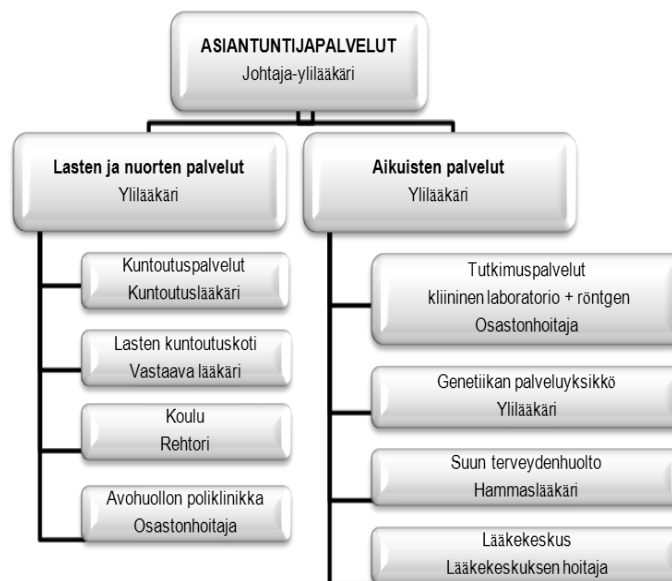 ASIANTUNTIJAPALVELUT
Johtaja-ylilääkäri
Lasten ja nuorten palvelut
Ylilääkäri
Kuntoutuspalvelut
Kuntoutuslääkäri
Lasten kuntoutuskoti
Vastaava lääkäri
Koulu
Rehtori
Avohuollon poliklinikka
Osastonhoitaja
Aikuisten palvelut
Ylilääkäri
Tutkimuspalvelut
kliininen laboratorio + röntgen
Osastonhoitaja
Genetiikan palveluyksikkö
Ylilääkäri
Suun terveydenhuolto
Hammaslääkäri
Lääkekeskus
Lääkekeskuksen hoitaja